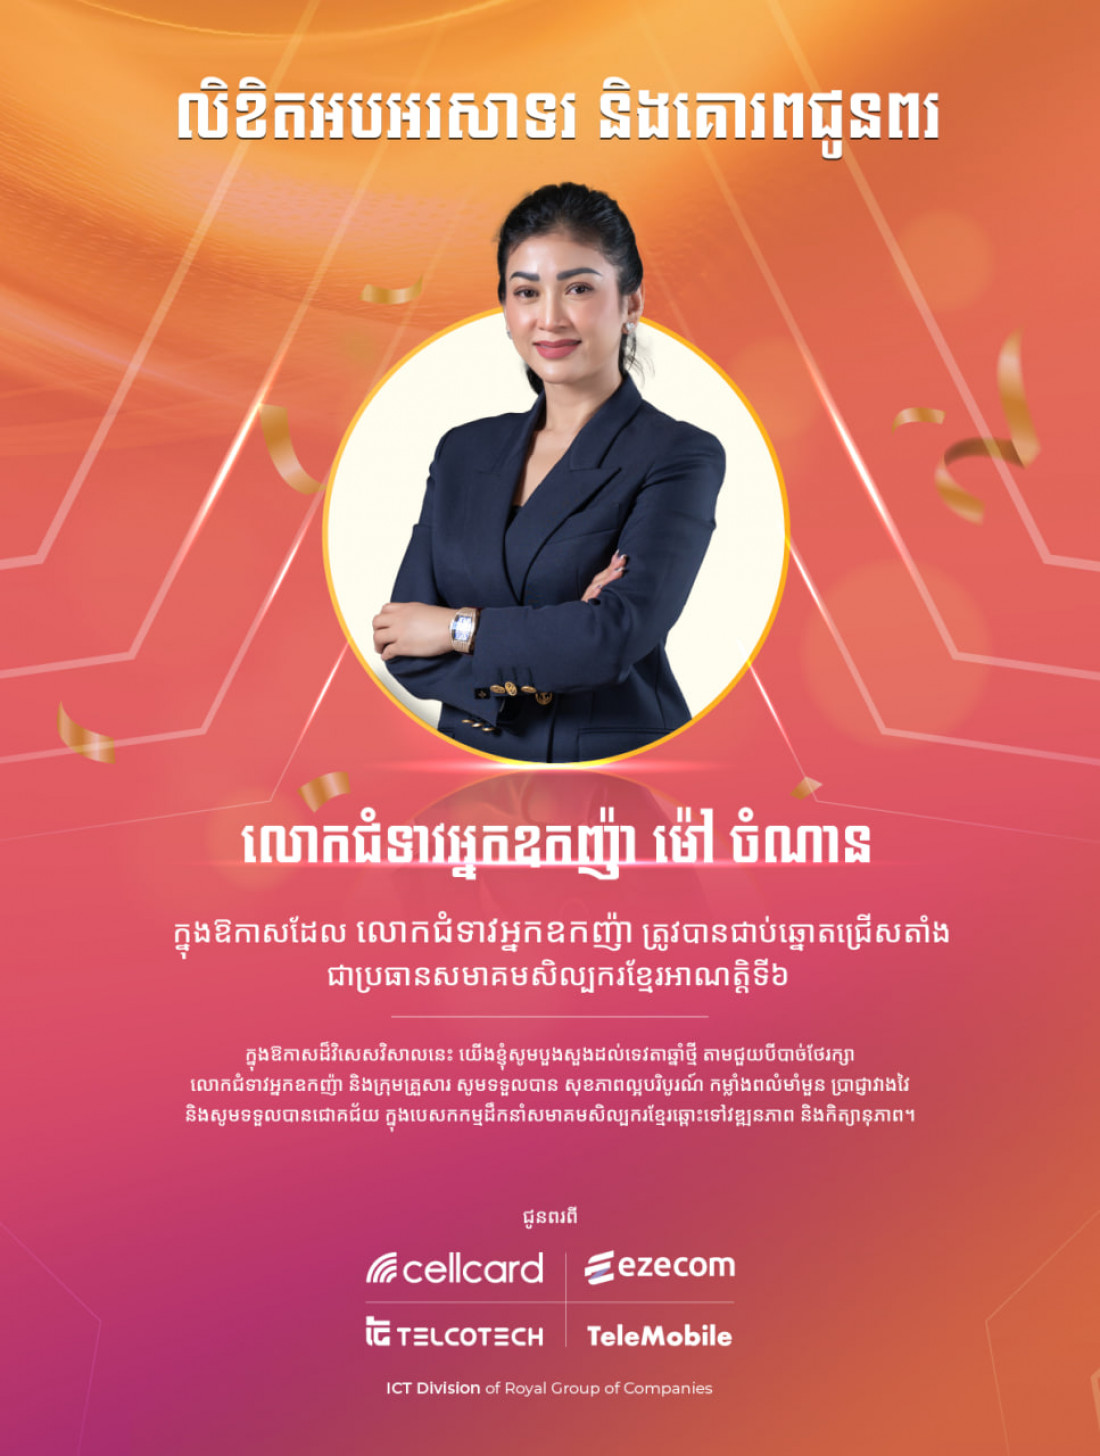 លិខិតអបអរសាទរ និងគោរពជូនពរ
លោកជំទាវអ្នកឧកញ៉ា ម៉ៅ ចំណាន
ក្នុងឱកាសដែល លោកជំទាវអ្នកឧកញ៉ា ត្រូវបានជាប់ឆ្នោតជ្រើសតាំង
ជាប្រធានសមាគមសិល្បករខ្មែរអាណត្តិទី៦
ក្នុងឱកាសដ៏វិសេសវិសាលនេះ យើងខ្ញុំសូមបួងសួងដល់ទេវតាឆ្នាំថ្មី តាមជួយបីបាច់ថែរក្សា
លោកជំទាវអ្នកឧកញ៉ា និងក្រុមគ្រួសារ សូមទទួលបាន សុខភាពល្អបរិបូរណ៍ កម្លាំងពលំមាំមួន ប្រាជ្ញាវាងវៃ
និងសូមទទួលបានជោគជ័យ ក្នុងបេសកកម្មដឹកនាំសមាគមសិល្បករខ្មែរឆ្ពោះទៅវឌ្ឍនភាព និងកិត្យានុភាព។
ជូនពរពី
cellcard
ezecom
TELCOTECH
TeleMobile
ICT Division of Royal Group of Companies